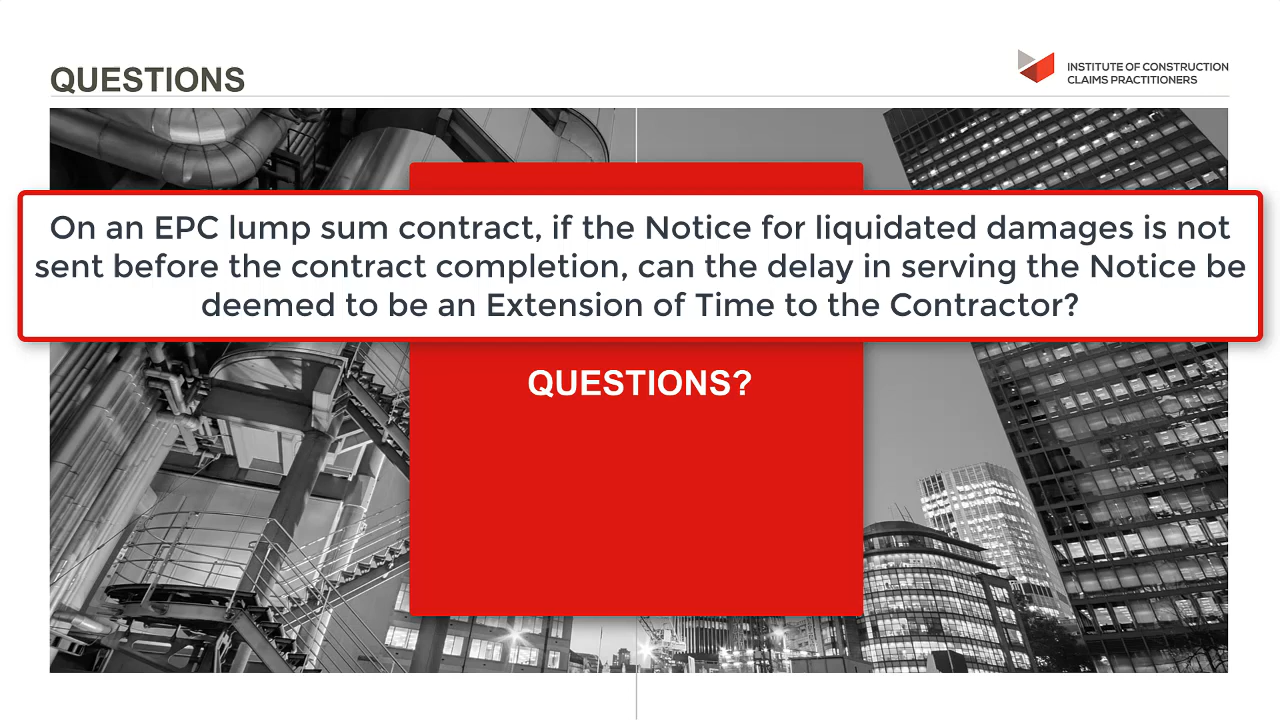 QUESTIONS
INSTITUTE OF CONSTRUCTION
CLAIMS PRACTITIONERS
On an EPC lump sum contract, if the Notice for liquidated damages is not
sent before the contract completion, can the delay in serving the Notice be
deemed to be an Extension of Time to the Contractor?
QUESTIONS?